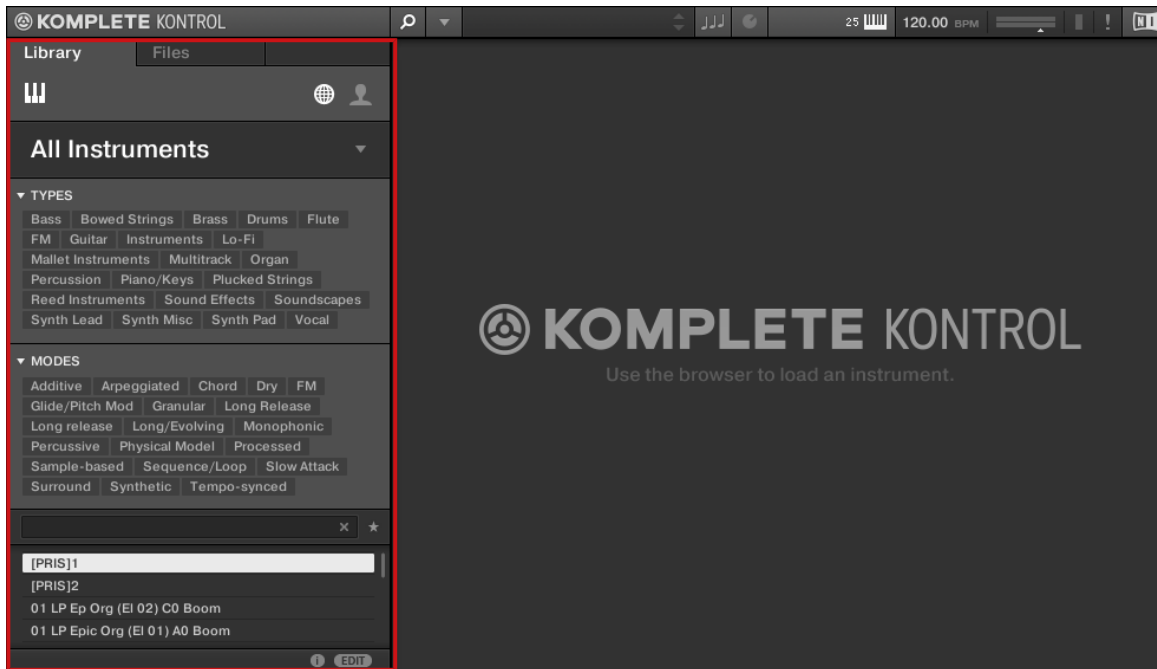 KOMPLETE KONTROL
25
120.00 BPM
!
NI
Library Files
All Instruments
TYPES
Bass Bowed Strings Brass Drums Flute
FM Guitar Instruments Lo-Fi
Mallet Instruments Multitrack Organ
Percussion Piano/Keys Plucked Strings
Reed Instruments Sound Effects Soundscapes
Synth Lead Synth Misc Synth Pad Vocal
MODES
Additive Arpeggiated Chord Dry FM
Glide/Pitch Mod Granular Long Release
Long release Long/Evolving Monophonic
Percussive Physical Model Processed
Sample-based Sequence/Loop Slow Attack
Surround Synthetic Tempo-synced
[PRIS]1
[PRIS]2
01 LP Ep Org (El 02) C0 Boom
01 LP Epic Org (El 01) A0 Boom
i EDIT
KOMPLETE KONTROL
Use the browser to load an instrument.